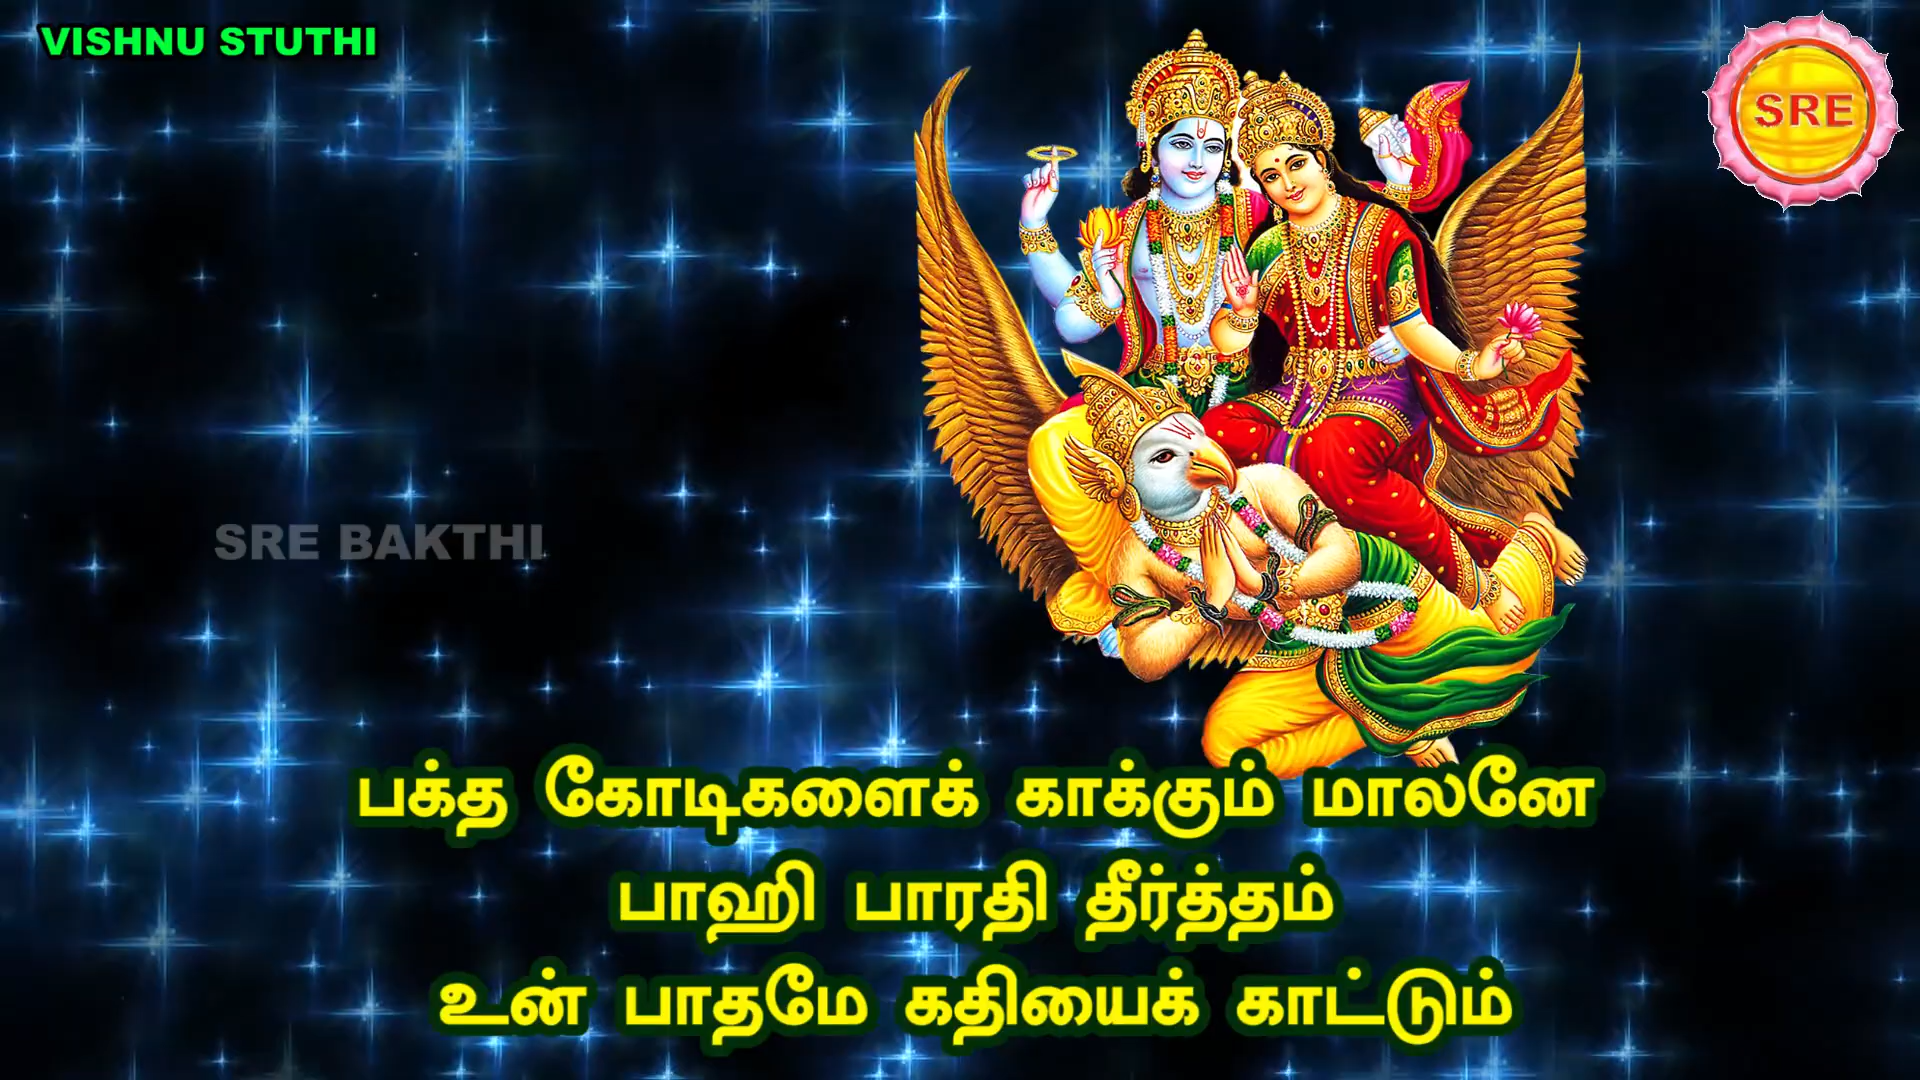 VISHNU STUTHI
SRE
SRE BAKTHI
பக்த கோடிகளைக் காக்கும் மாலனே
பாஹி பாரதி தீர்த்தம்
உன் பாதமே கதியைக் காட்டும்